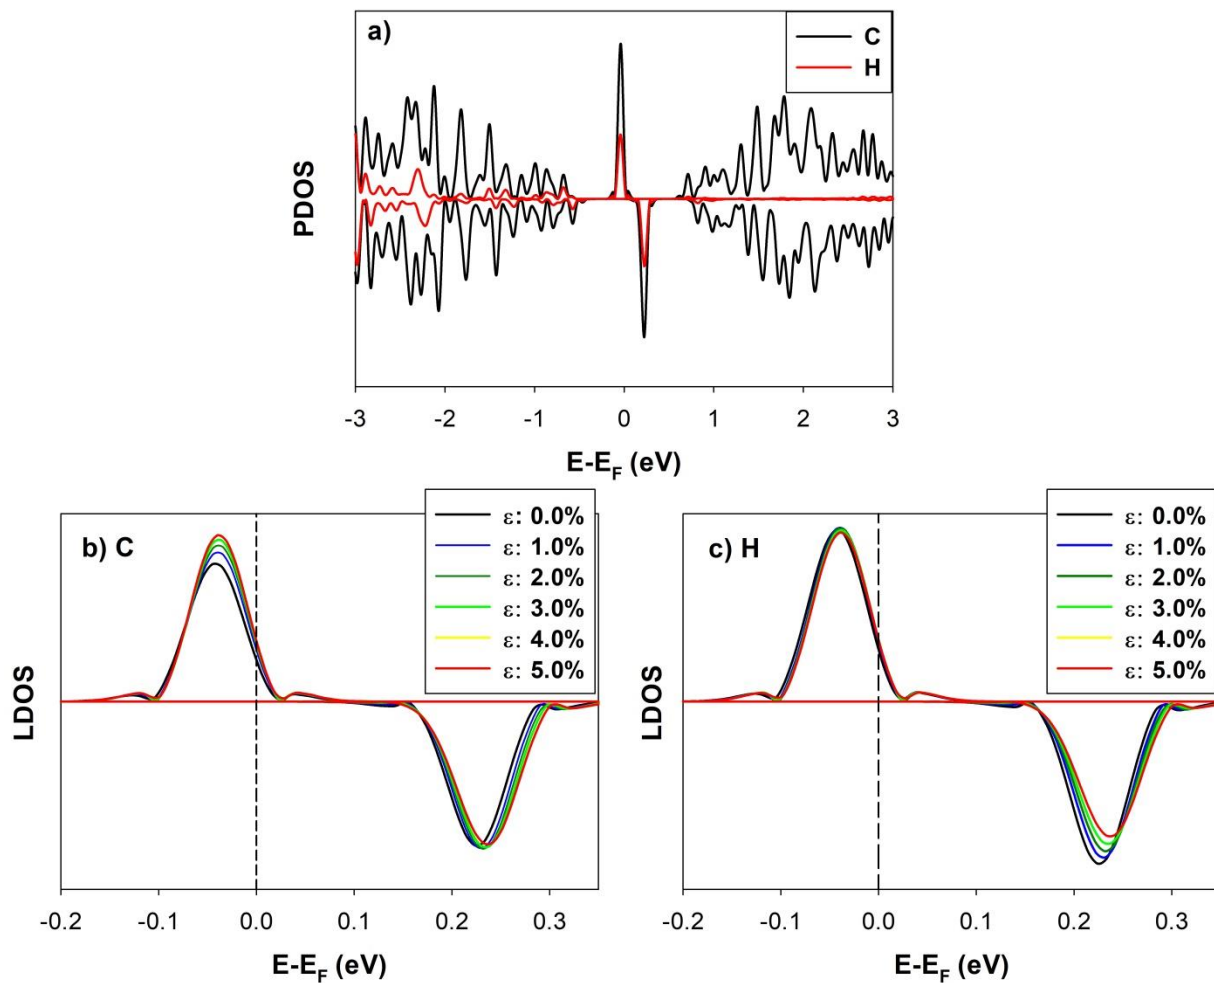 a)
C
H
PDOS
-3 -2 -1 0 1 2 3
E-E_F (eV)
b) C
ε: 0.0%
ε: 1.0%
ε: 2.0%
ε: 3.0%
ε: 4.0%
ε: 5.0%
LDOS
-0.2 -0.1 0.0 0.1 0.2 0.3
E-E_F (eV)
c) H
ε: 0.0%
ε: 1.0%
ε: 2.0%
ε: 3.0%
ε: 4.0%
ε: 5.0%
LDOS
-0.2 -0.1 0.0 0.1 0.2 0.3
E-E_F (eV)